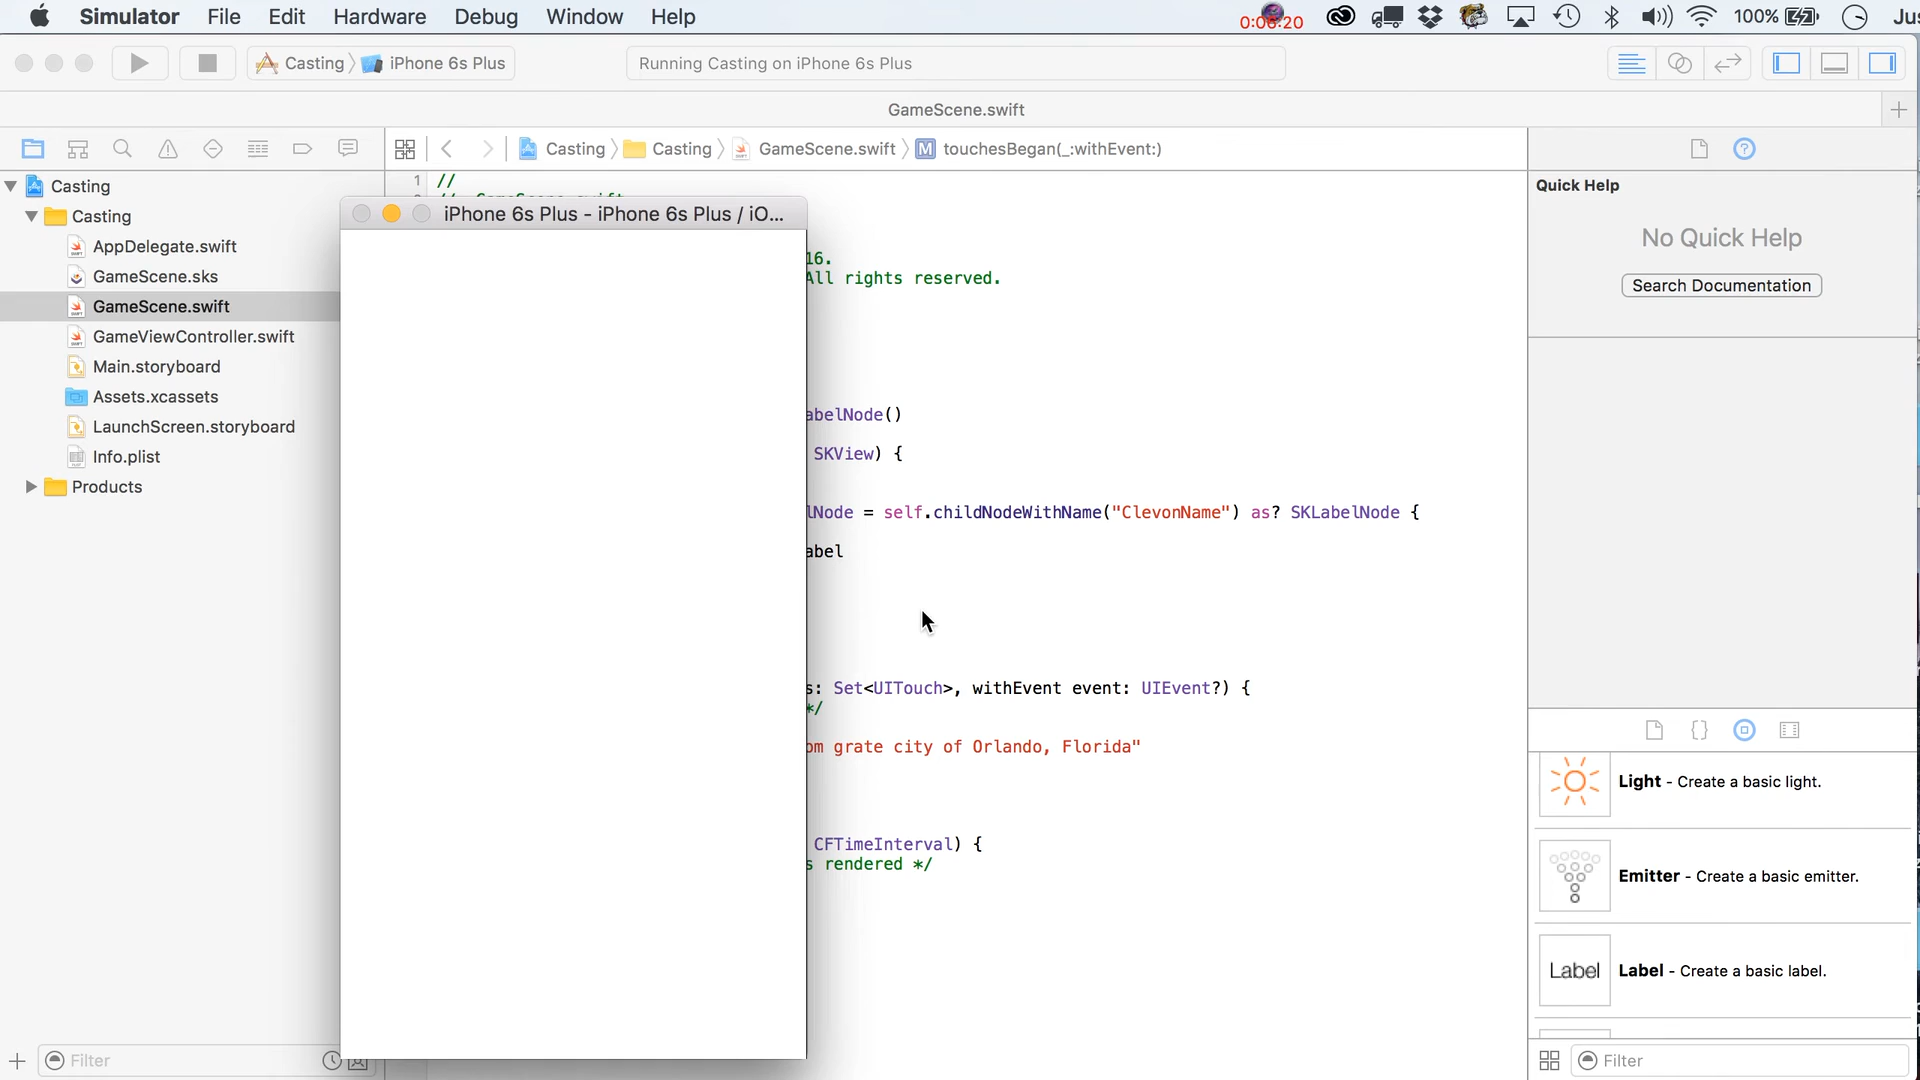 Simulator File Edit Hardware Debug Window Help 0:06:20 100% Jus
Casting iPhone 6s Plus Running Casting on iPhone 6s Plus
GameScene.swift
Casting Casting GameScene.swift M touchesBegan(_:withEvent:)
Casting
Casting
AppDelegate.swift
GameScene.sks
GameScene.swift
GameViewController.swift
Main.storyboard
Assets.xcassets
LaunchScreen.storyboard
Info.plist
Products
Filter
1 //
iPhone 6s Plus - iPhone 6s Plus / iO...
16.
All rights reserved.
abelNode()
SKView) {
lNode = self.childNodeWithName("ClevonName") as? SKLabelNode {
abel
s: Set<UITouch>, withEvent event: UIEvent?) {
*/
om grate city of Orlando, Florida"
CFTimeInterval) {
s rendered */
Quick Help
No Quick Help
Search Documentation
Light - Create a basic light.
Emitter - Create a basic emitter.
Label Label - Create a basic label.
Filter